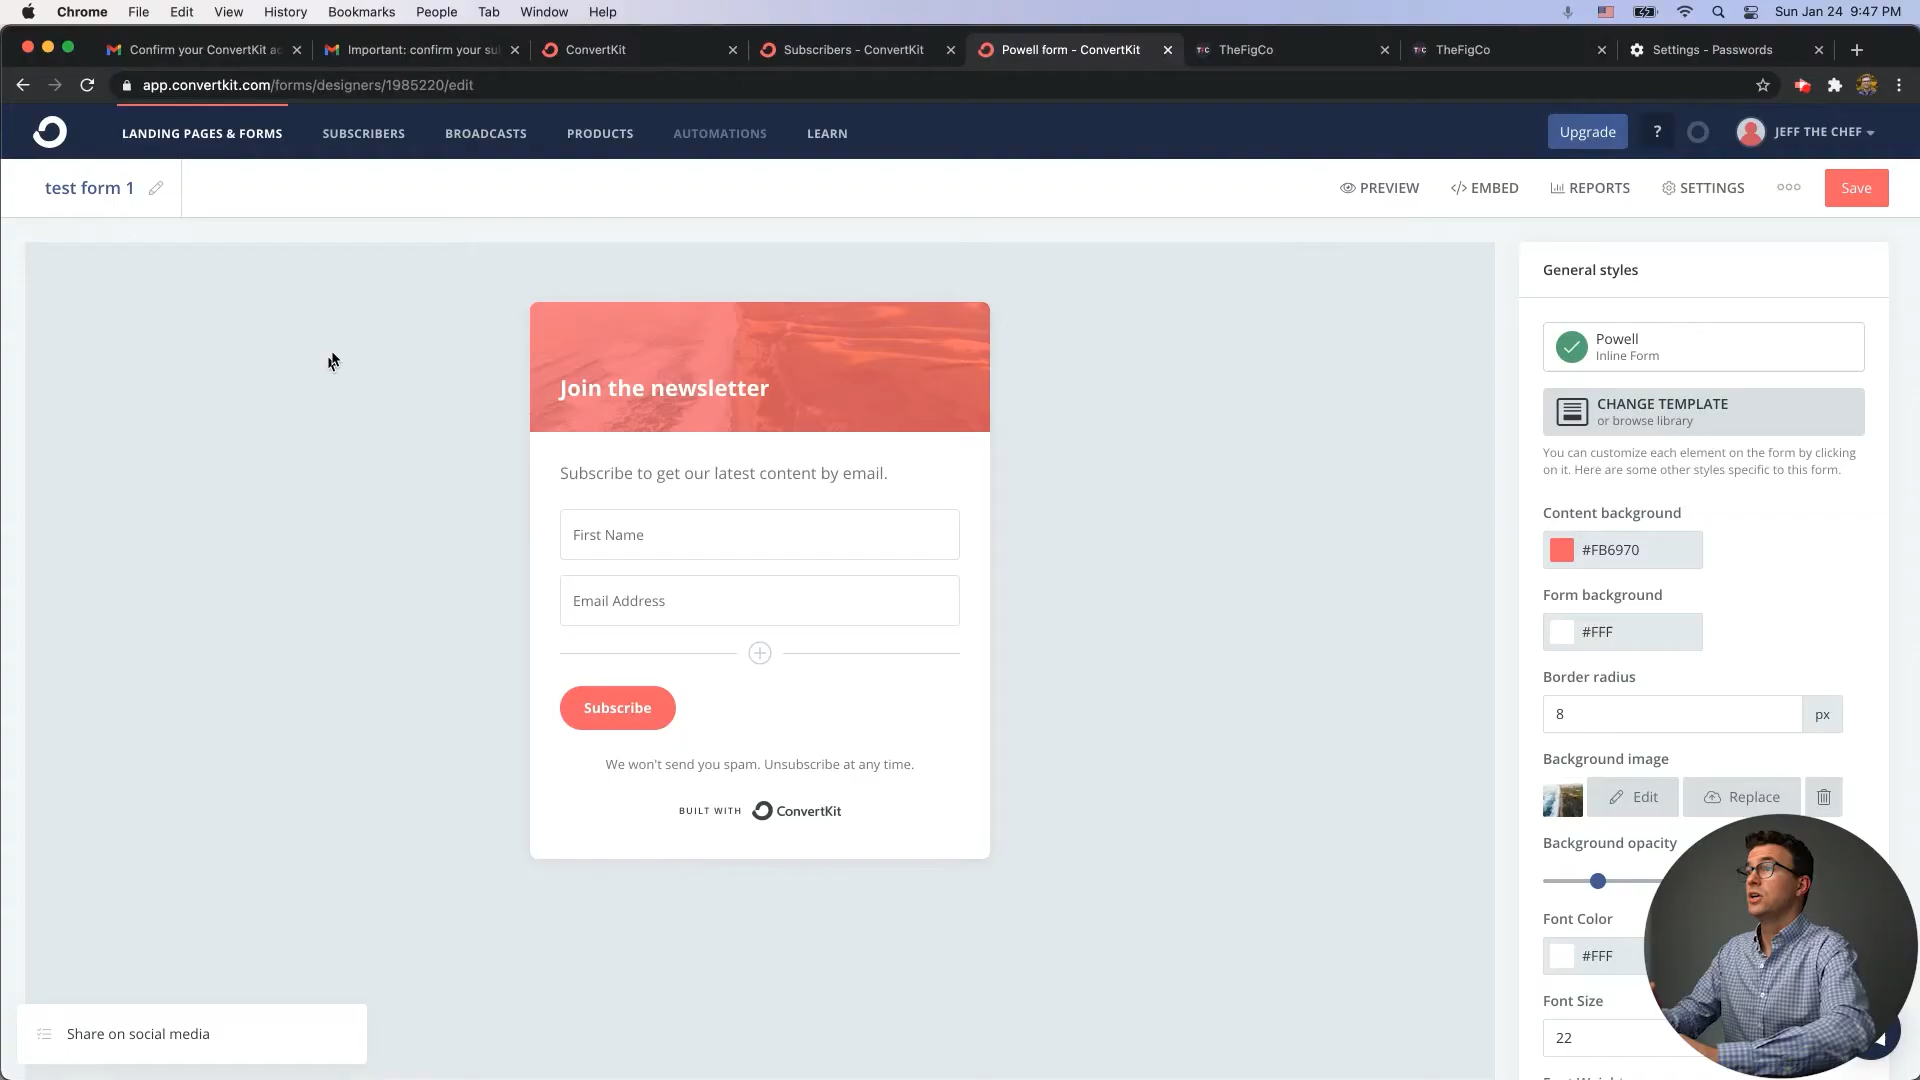 Chrome File Edit View History Bookmarks People Tab Window Help Sun Jan 24 9:47 PM
Confirm your ConvertKit ac Important: confirm your su ConvertKit Subscribers - ConvertKit Powell form - ConvertKit TFC TheFigCo TFC TheFigCo Settings - Passwords
app.convertkit.com/forms/designers/1985220/edit
LANDING PAGES & FORMS SUBSCRIBERS BROADCASTS PRODUCTS AUTOMATIONS LEARN Upgrade ? JEFF THE CHEF
test form 1 PREVIEW </> EMBED REPORTS SETTINGS Save
General styles
Powell
Inline Form
CHANGE TEMPLATE
or browse library
You can customize each element on the form by clicking
on it. Here are some other styles specific to this form.
Content background
#FB6970
Form background
#FFF
Border radius
8 px
Background image
Edit Replace
Background opacity
Font Color
#FFF
Font Size
22
Join the newsletter
Subscribe to get our latest content by email.
First Name
Email Address
Subscribe
We won't send you spam. Unsubscribe at any time.
BUILT WITH ConvertKit
Share on social media